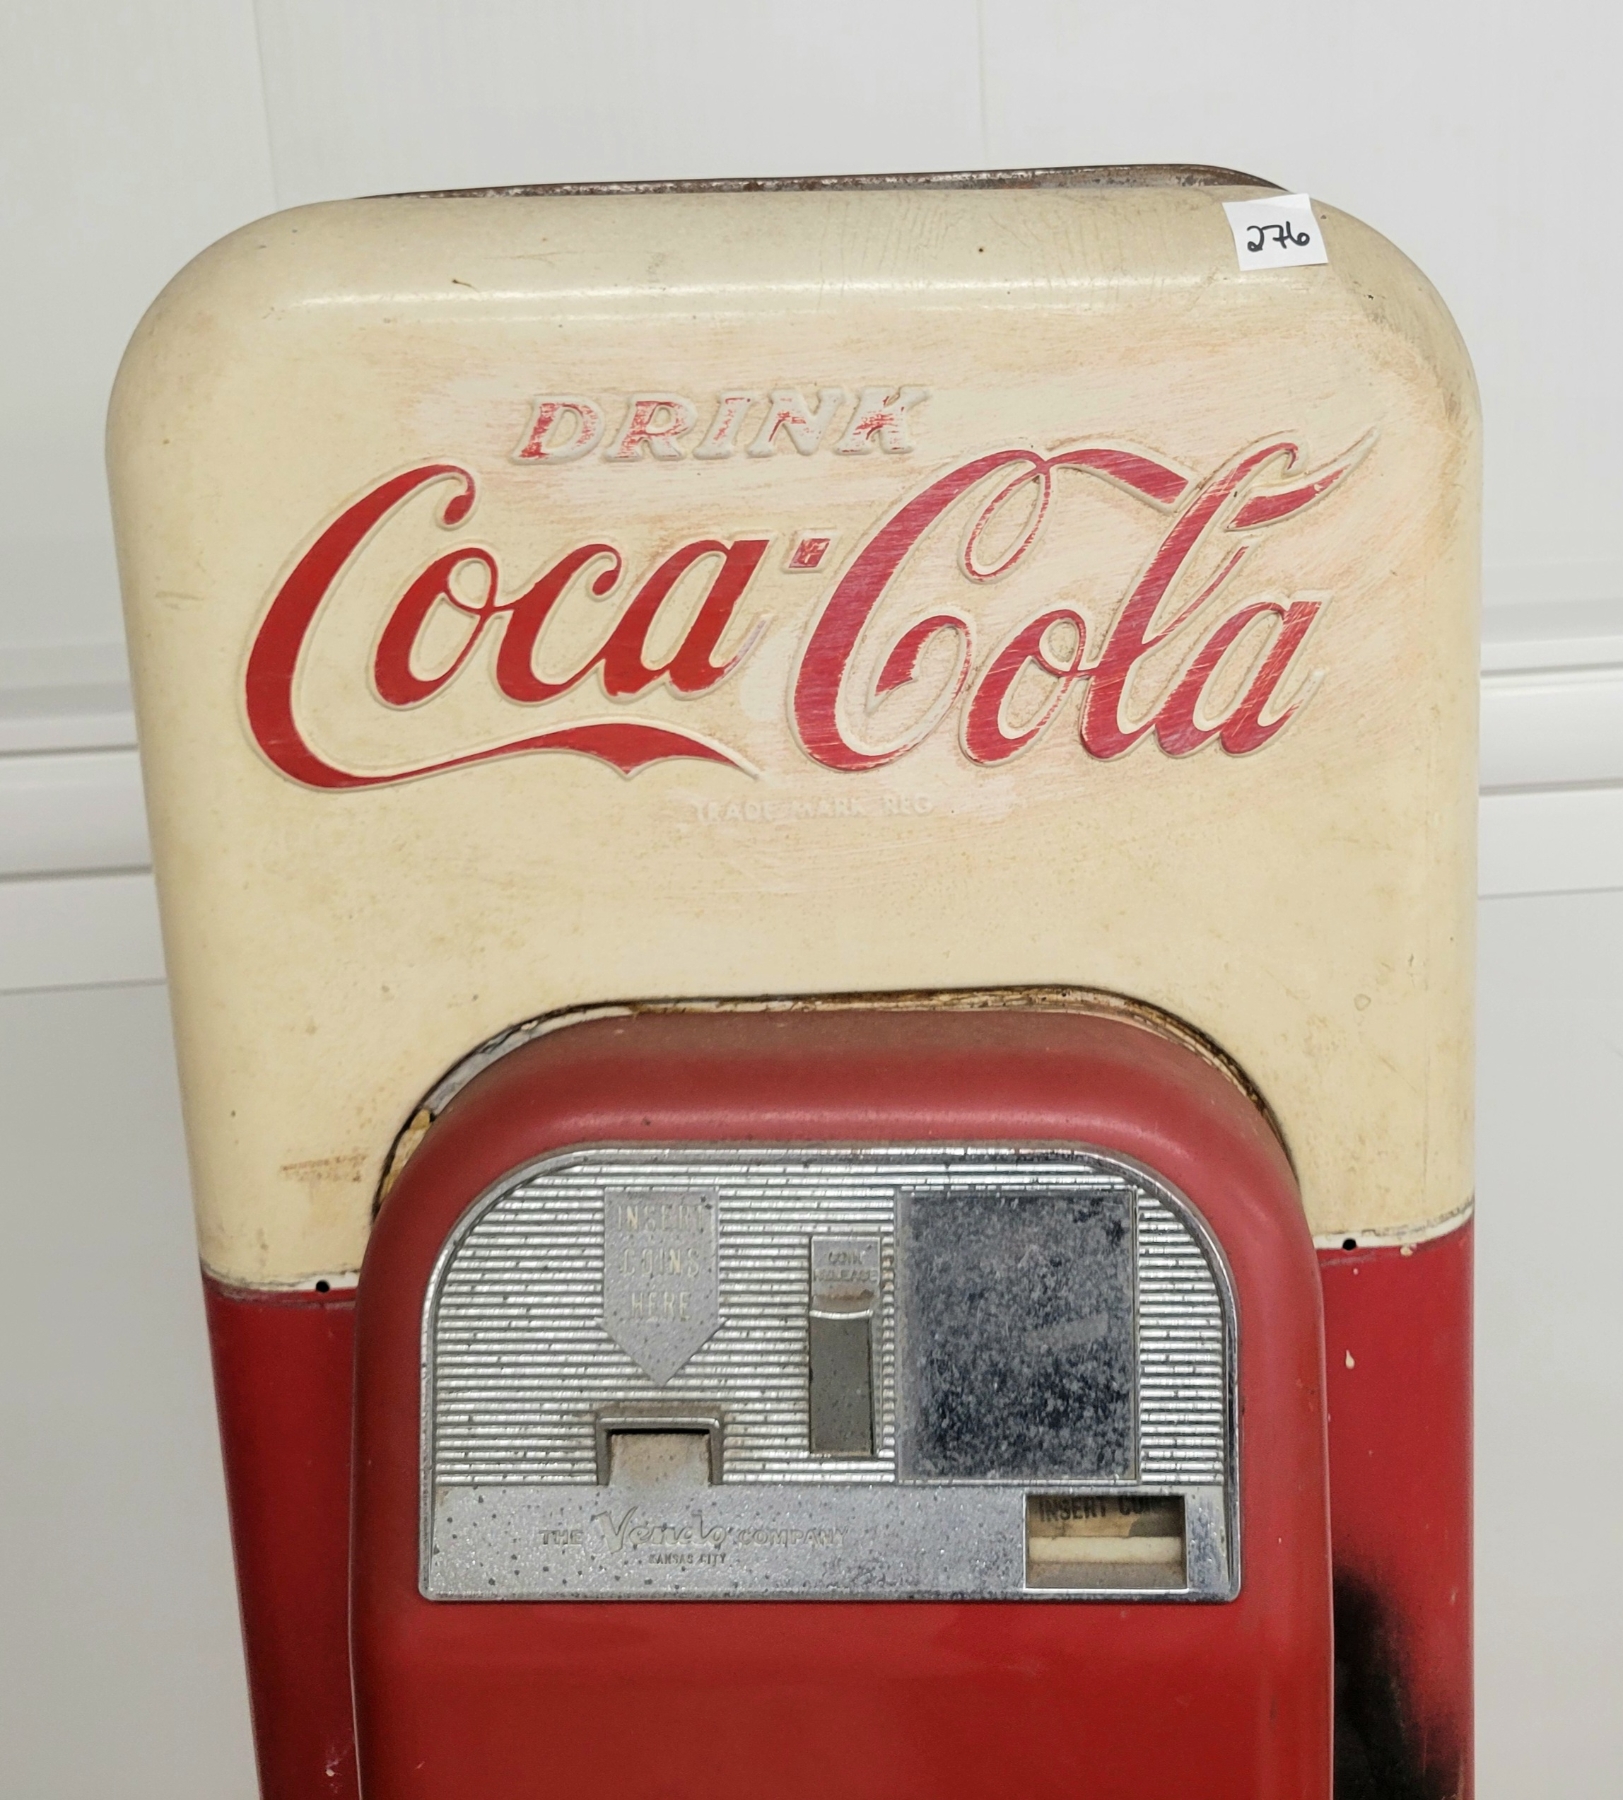 276
DRINK
Coca-Cola
TRADE MARK REG
INSERT
COINS
HERE
COIN
RELEASE
THE Vendo COMPANY
KANSAS CITY
INSERT